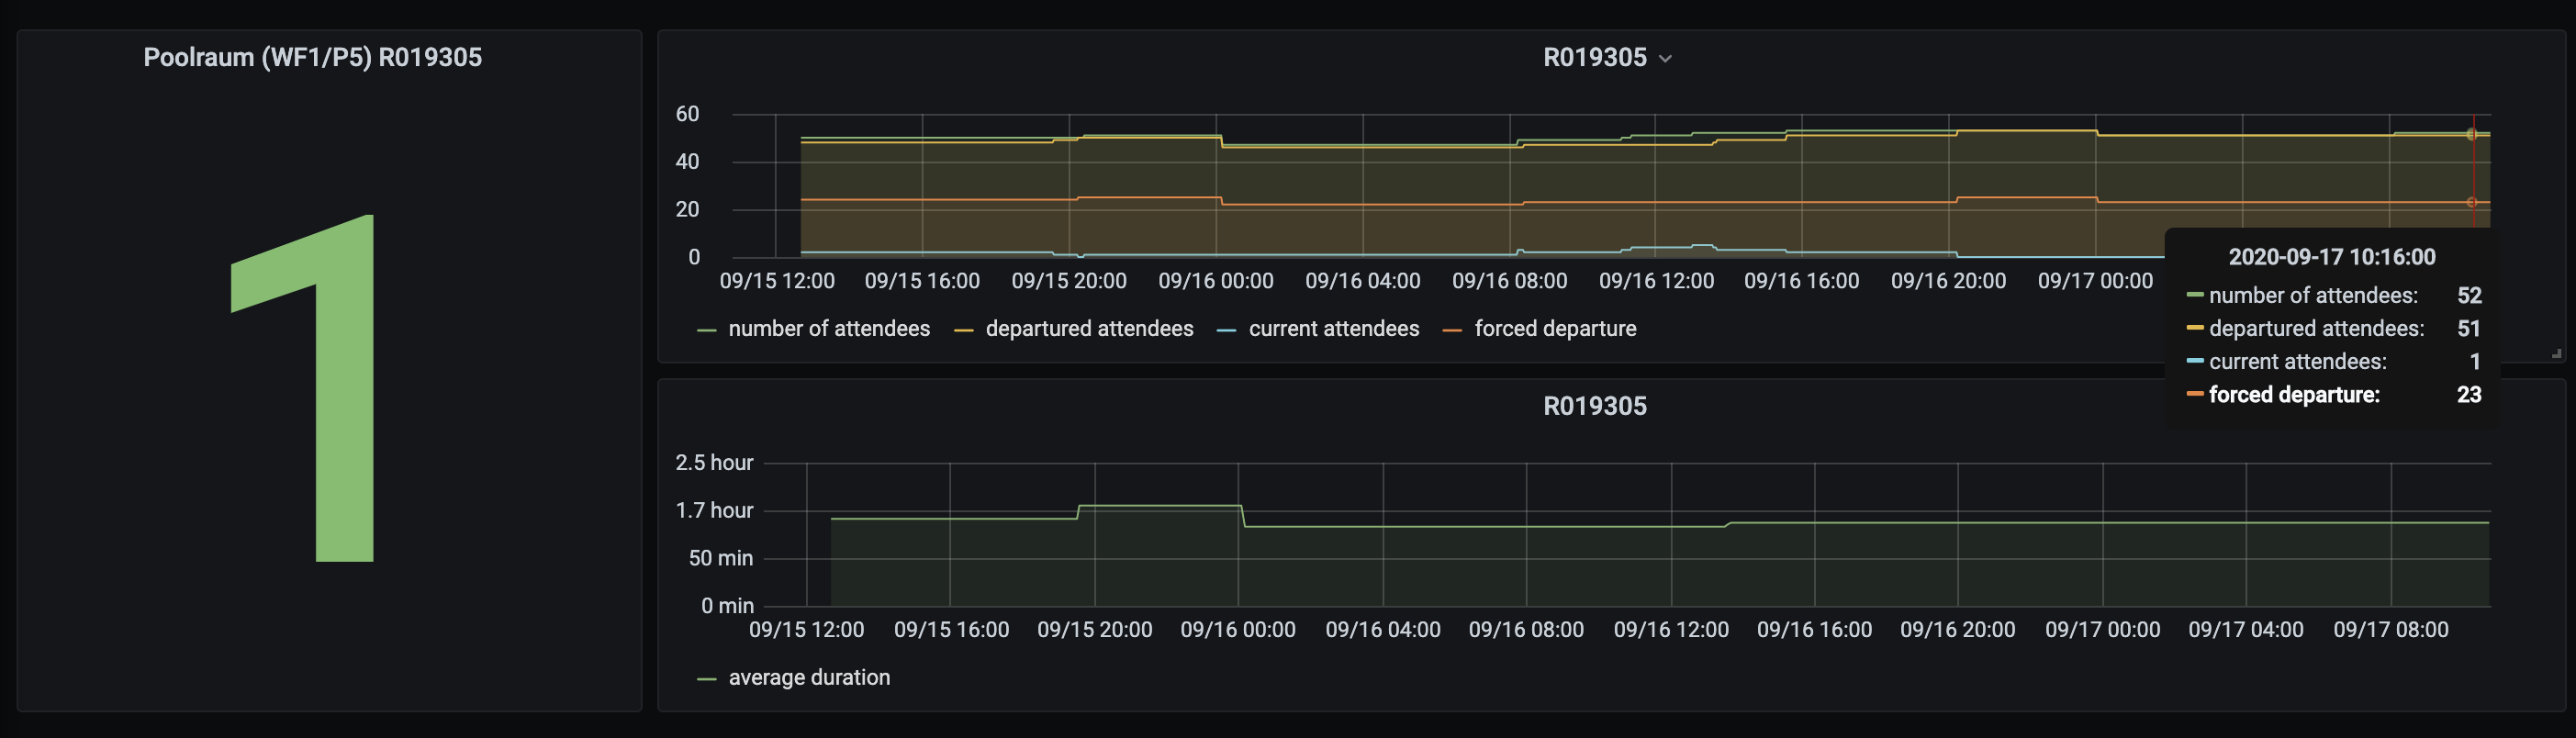 Poolraum (WF1/P5) R019305
1
R019305
60
40
20
0
09/15 12:00 09/15 16:00 09/15 20:00 09/16 00:00 09/16 04:00 09/16 08:00 09/16 12:00 09/16 16:00 09/16 20:00 09/17 00:00
number of attendees departured attendees current attendees forced departure
2020-09-17 10:16:00
number of attendees: 52
departured attendees: 51
current attendees: 1
forced departure: 23
R019305
2.5 hour
1.7 hour
50 min
0 min
09/15 12:00 09/15 16:00 09/15 20:00 09/16 00:00 09/16 04:00 09/16 08:00 09/16 12:00 09/16 16:00 09/16 20:00 09/17 00:00 09/17 04:00 09/17 08:00
average duration